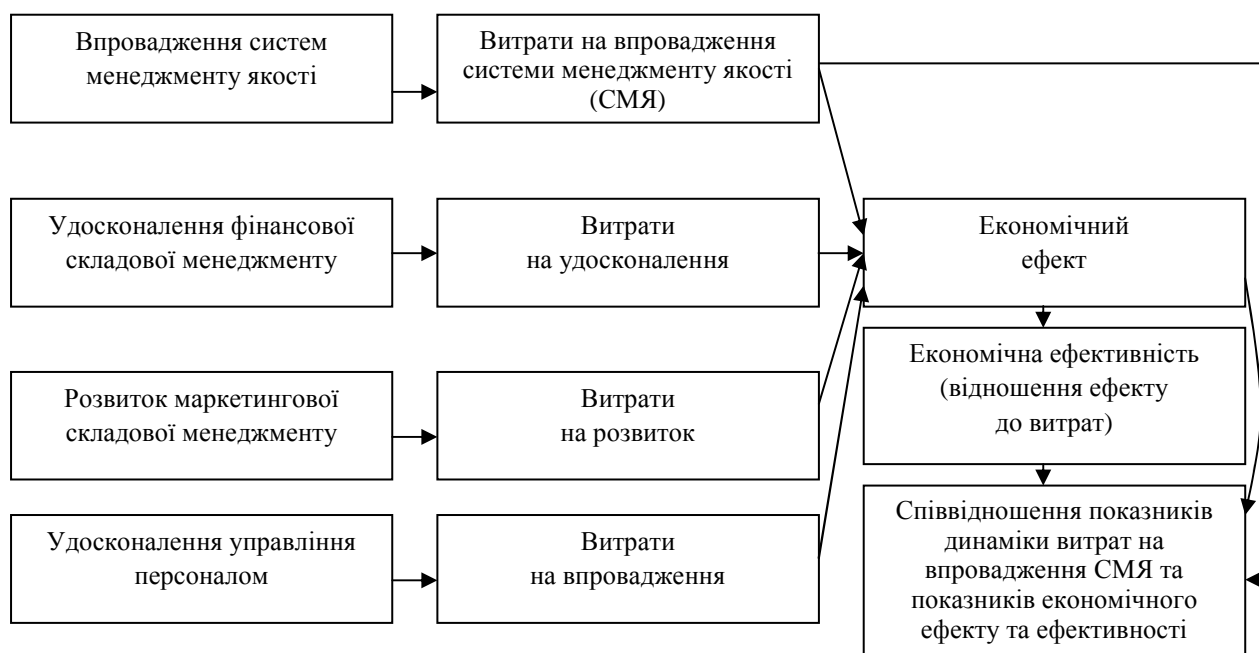 Впровадження систем
менеджменту якості
Витрати на впровадження
системи менеджменту якості
(СМЯ)
Удосконалення фінансової
складової менеджменту
Витрати
на удосконалення
Економічний
ефект
Економічна ефективність
(відношення ефекту
до витрат)
Розвиток маркетингової
складової менеджменту
Витрати
на розвиток
Удосконалення управління
персоналом
Витрати
на впровадження
Співвідношення показників
динаміки витрат на
впровадження СМЯ та
показників економічного
ефекту та ефективності